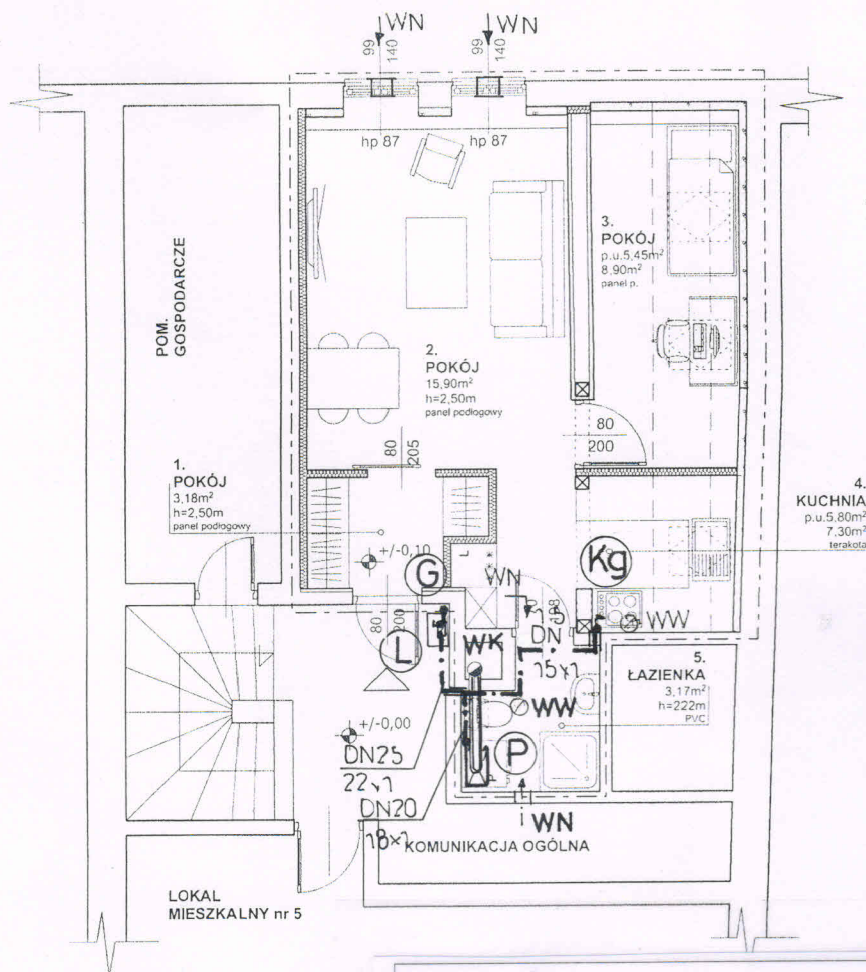 WN
WN
99
140
99
140
hp 87
hp 87
POM.
GOSPODARCZE
3.
POKÓJ
p.u.5,45m²
8,90m²
panel p.
2.
POKÓJ
15,90m²
h=2,50m
panel podłogowy
80
205
80
200
1.
POKÓJ
3,18m²
h=2,50m
panel podłogowy
4.
KUCHNIA
p.u.5,80m²
7,30m²
terakota
+/-0,10
G
L
WN
Kg
WW
80
200
L
WK
DN
15x1
5.
ŁAZIENKA
3,17m²
h=222m
PVC
WW
+/-0,00
P
DN25
22x1
DN20
18x1
WN
KOMUNIKACJA OGÓLNA
LOKAL
MIESZKALNY nr 5